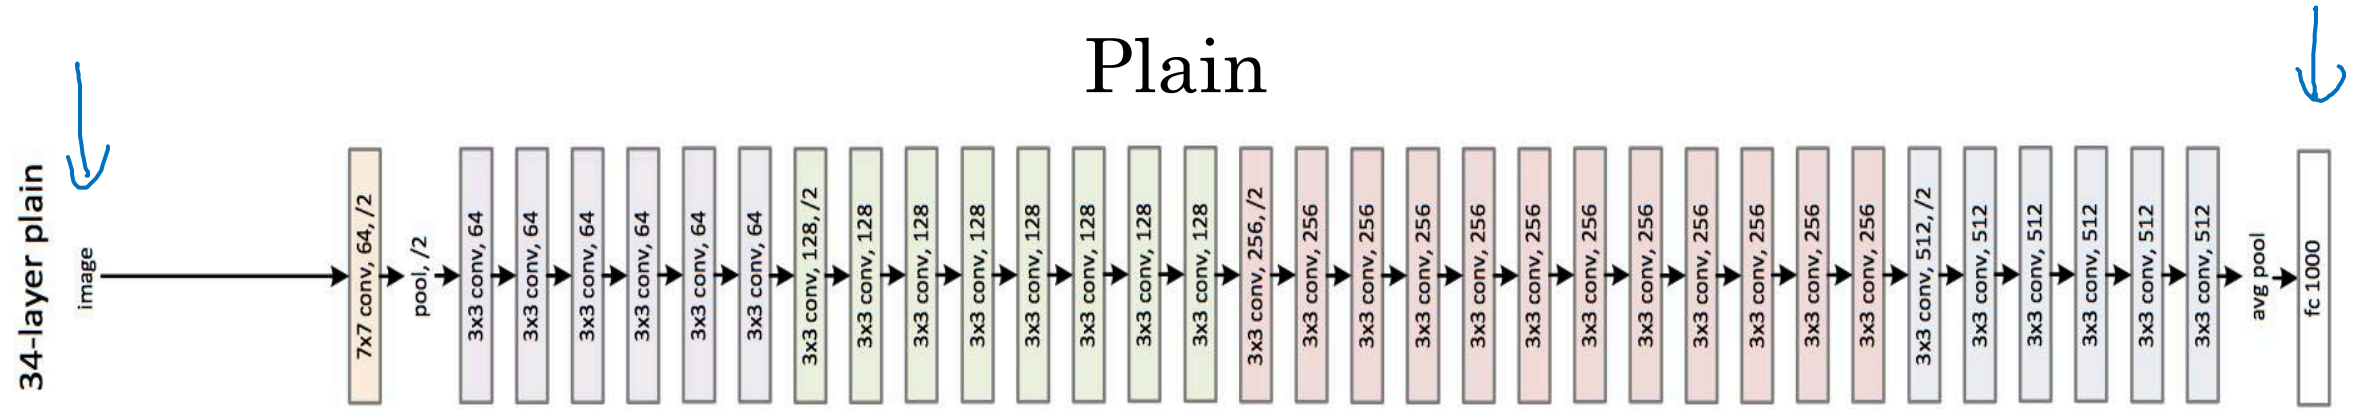 Plain
34-layer plain
image
7x7 conv, 64, /2
pool, /2
3x3 conv, 64
3x3 conv, 64
3x3 conv, 64
3x3 conv, 64
3x3 conv, 64
3x3 conv, 64
3x3 conv, 128, /2
3x3 conv, 128
3x3 conv, 128
3x3 conv, 128
3x3 conv, 128
3x3 conv, 128
3x3 conv, 128
3x3 conv, 128
3x3 conv, 256, /2
3x3 conv, 256
3x3 conv, 256
3x3 conv, 256
3x3 conv, 256
3x3 conv, 256
3x3 conv, 256
3x3 conv, 256
3x3 conv, 256
3x3 conv, 256
3x3 conv, 256
3x3 conv, 256
3x3 conv, 512, /2
3x3 conv, 512
3x3 conv, 512
3x3 conv, 512
3x3 conv, 512
3x3 conv, 512
avg pool
fc 1000